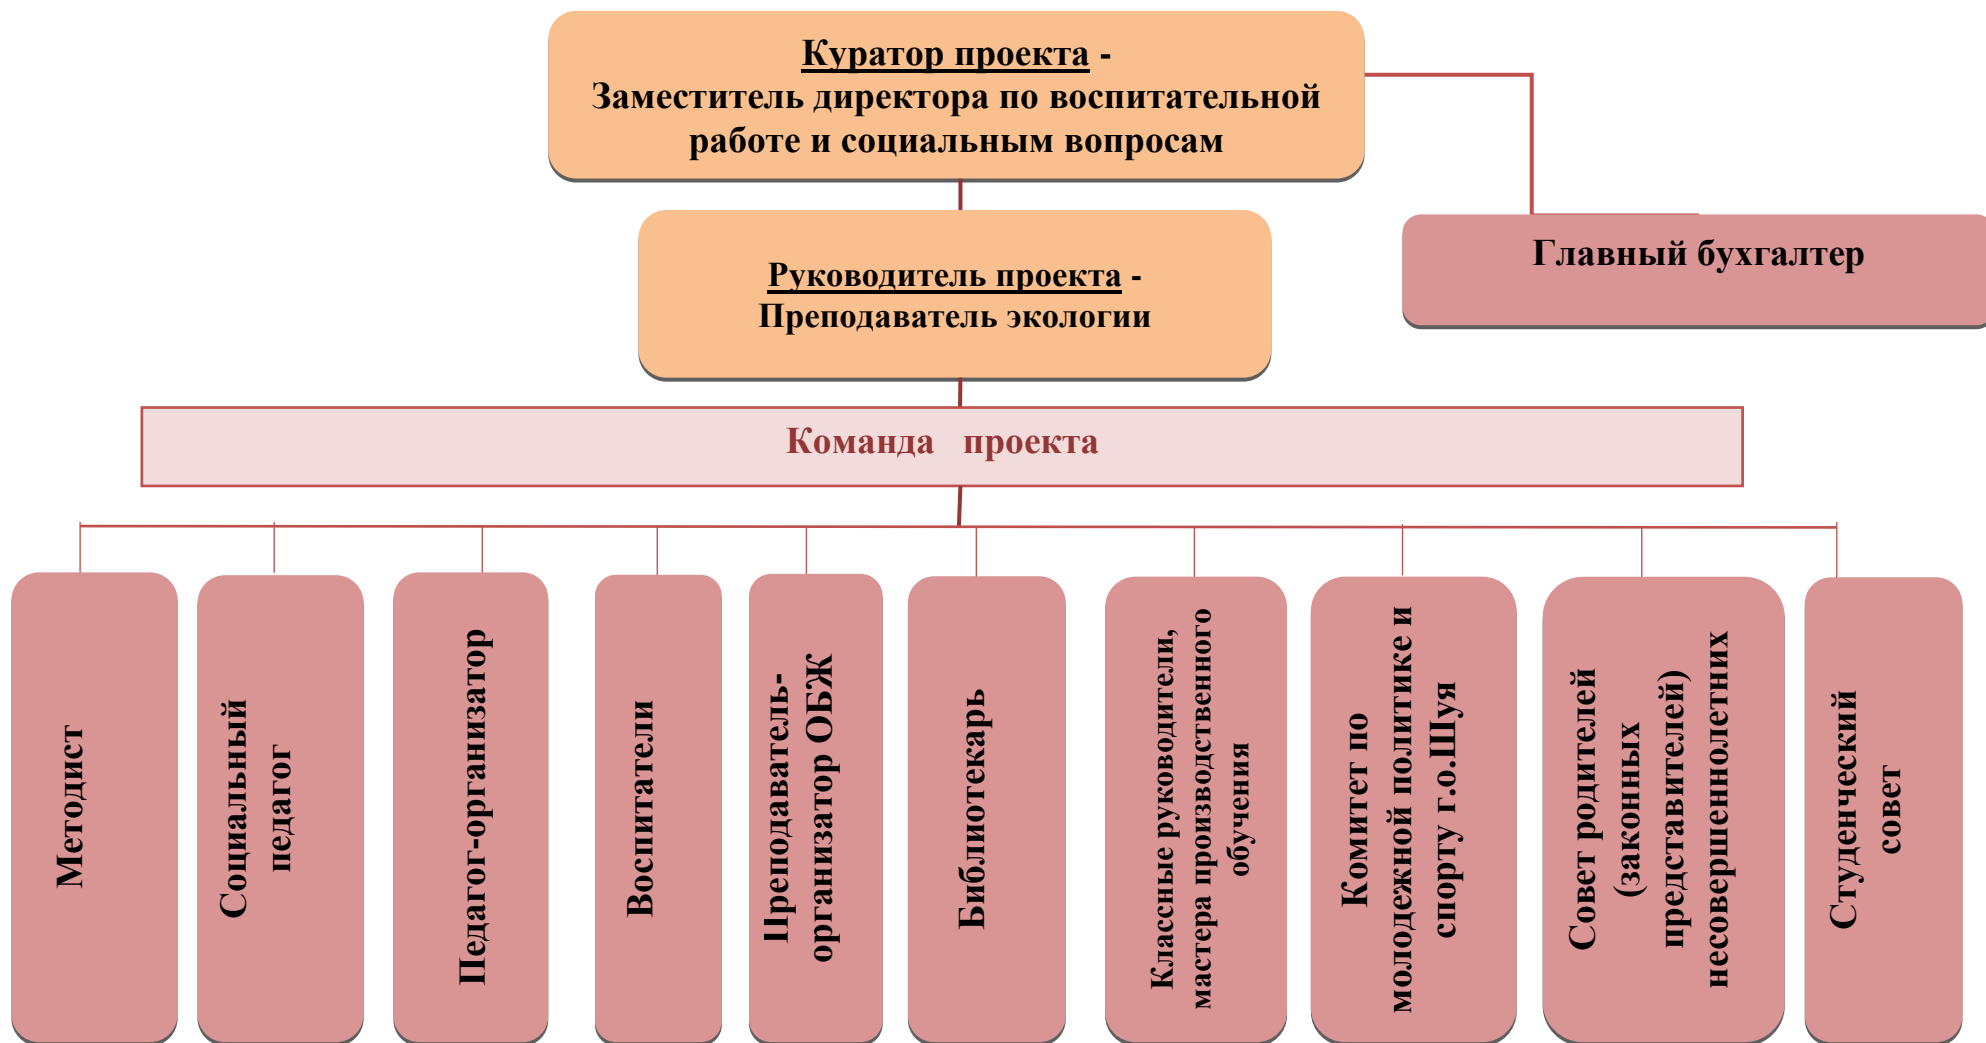 Куратор проекта -
Заместитель директора по воспитательной
работе и социальным вопросам
Главный бухгалтер
Руководитель проекта -
Преподаватель экологии
Команда проекта
Методист
Социальный
педагог
Педагог-организатор
Воспитатели
Преподаватель-
организатор ОБЖ
Библиотекарь
Классные руководители,
мастера производственного
обучения
Комитет по
молодежной политике и
спорту г.о.Шуя
Совет родителей
(законных
представителей)
несовершеннолетних
Студенческий
совет